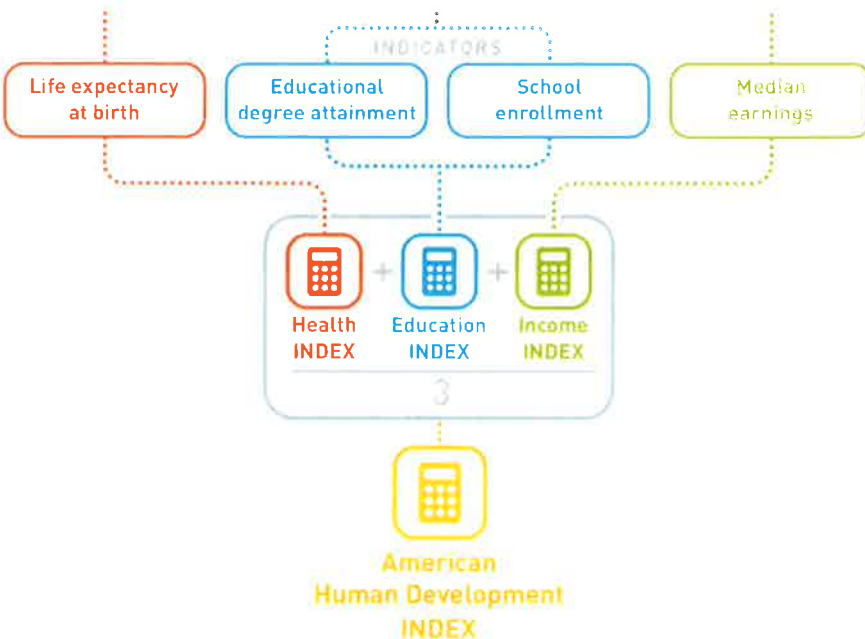 INDICATORS
Life expectancy
at birth
Educational
degree attainment
School
enrollment
Median
earnings
+
+
Health
INDEX
Education
INDEX
Income
INDEX
3
American
Human Development
INDEX